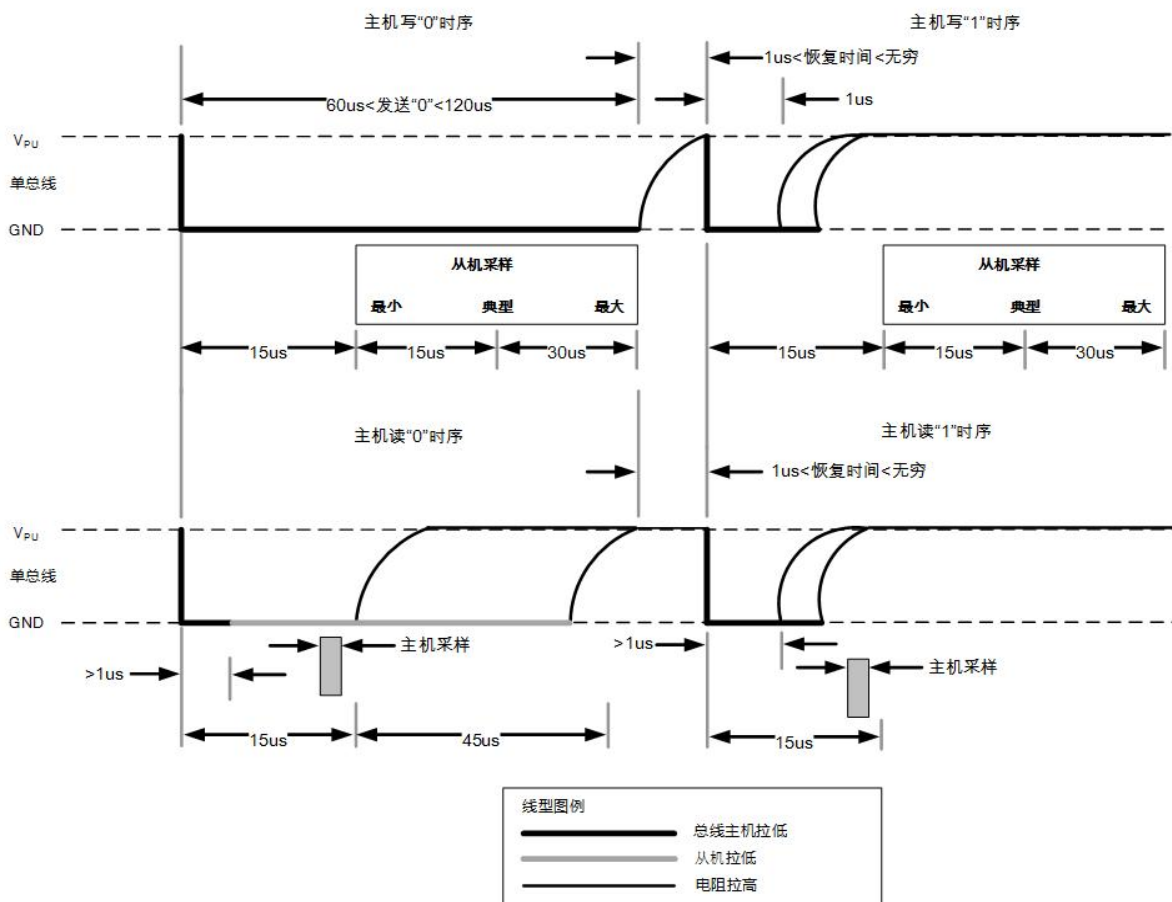 主机写“0”时序
主机写“1”时序
1us<恢复时间<无穷
60us<发送“0”<120us
1us
VPU
单总线
GND
从机采样
最小 典型 最大
从机采样
最小 典型 最大
15us
15us
30us
15us
15us
30us
主机读“0”时序
主机读“1”时序
1us<恢复时间<无穷
VPU
单总线
GND
>1us
主机采样
>1us
主机采样
15us
45us
15us
线型图例
总线主机拉低
从机拉低
电阻拉高